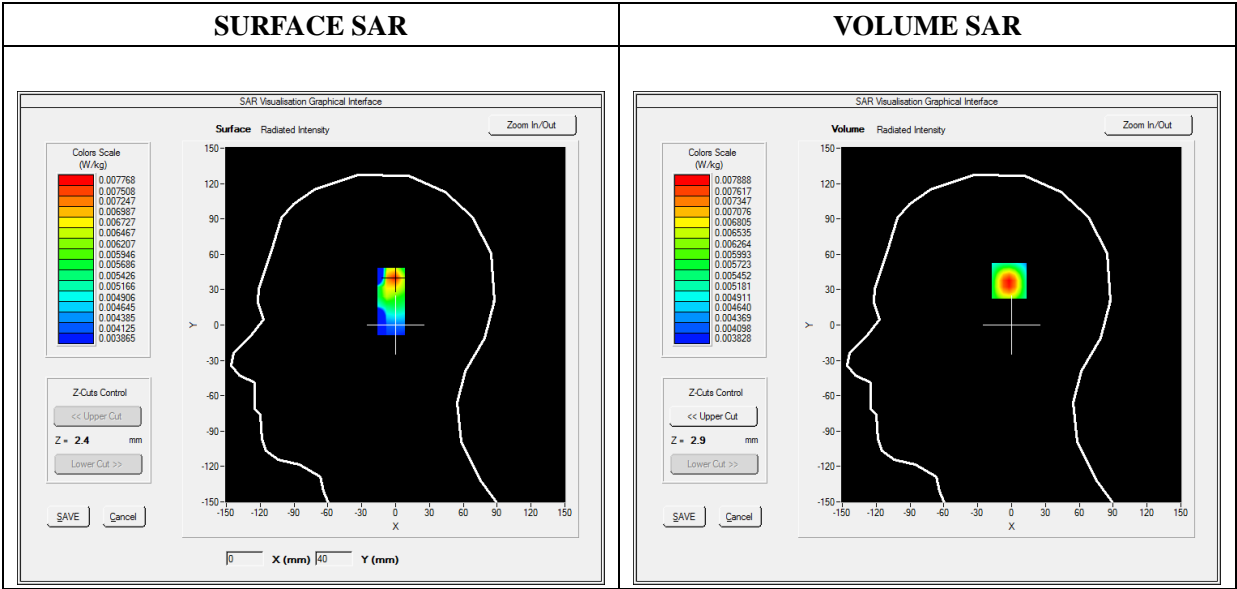 SURFACE SAR
VOLUME SAR
SAR Visualisation Graphical Interface
Surface Radiated Intensity
Zoom In/Out
Colors Scale
(W/kg)
0.007768
0.007508
0.007247
0.006987
0.006727
0.006467
0.006207
0.005946
0.005686
0.005426
0.005166
0.004906
0.004645
0.004385
0.004125
0.003865
Z-Cuts Control
<< Upper Cut
Z = 2.4 mm
Lower Cut >>
SAVE Cancel
150
120
90
60
30
0
-30
-60
-90
-120
-150
Y
-150 -120 -90 -60 -30 0 30 60 90 120 150
X
0 X (mm) 40 Y (mm)
SAR Visualisation Graphical Interface
Volume Radiated Intensity
Zoom In/Out
Colors Scale
(W/kg)
0.007888
0.007617
0.007347
0.007076
0.006805
0.006535
0.006264
0.005993
0.005723
0.005452
0.005181
0.004911
0.004640
0.004369
0.004098
0.003828
Z-Cuts Control
<< Upper Cut
Z = 2.9 mm
Lower Cut >>
SAVE Cancel
150
120
90
60
30
0
-30
-60
-90
-120
-150
Y
-150 -120 -90 -60 -30 0 30 60 90 120 150
X